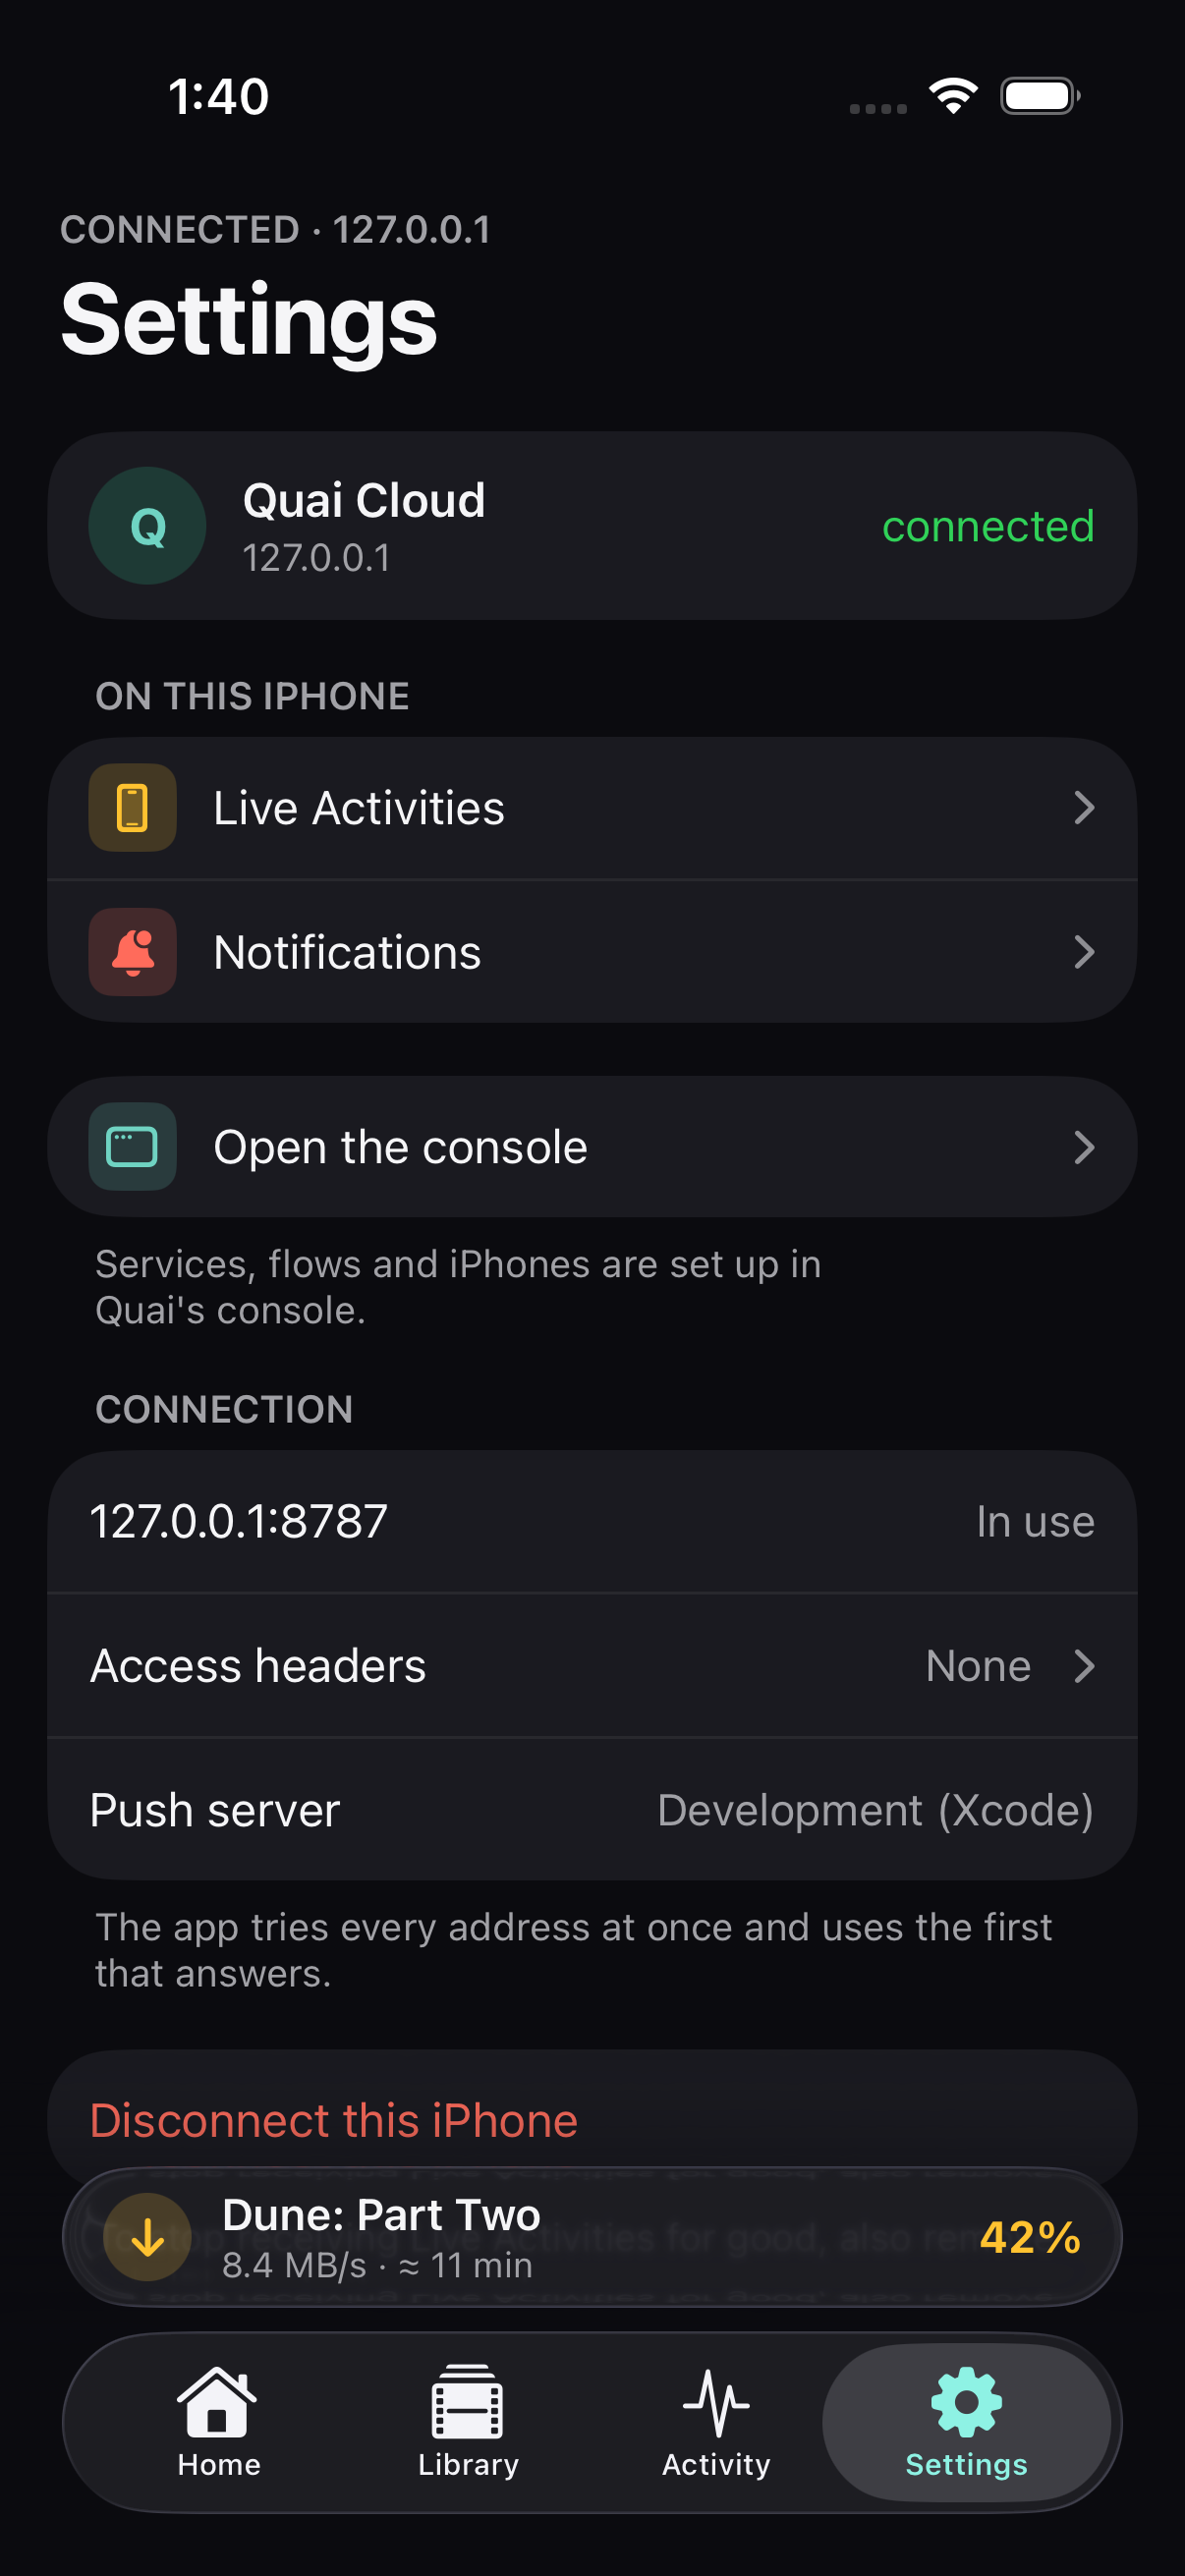 1:40
CONNECTED · 127.0.0.1
Settings
Q
Quai Cloud
127.0.0.1
connected
ON THIS IPHONE
Live Activities
Notifications
Open the console
Services, flows and iPhones are set up in
Quai's console.
CONNECTION
127.0.0.1:8787
In use
Access headers
None
Push server
Development (Xcode)
The app tries every address at once and uses the first
that answers.
Disconnect this iPhone
Dune: Part Two
8.4 MB/s · ≈ 11 min
42%
Home
Library
Activity
Settings